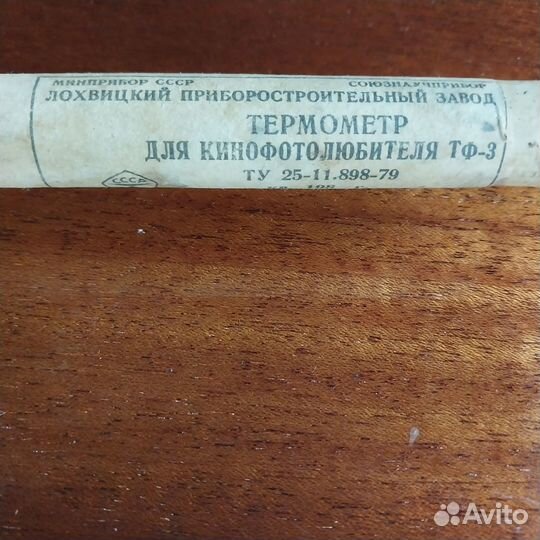 МИНПРИБОР СССР СОЮЗНАУЧПРИБОР
ЛОХВИЦКИЙ ПРИБОРОСТРОИТЕЛЬНЫЙ ЗАВОД
ТЕРМОМЕТР
ДЛЯ КИНОФОТОЛЮБИТЕЛЯ ТФ-3
ТУ 25-11.898-79
СССР
Avito